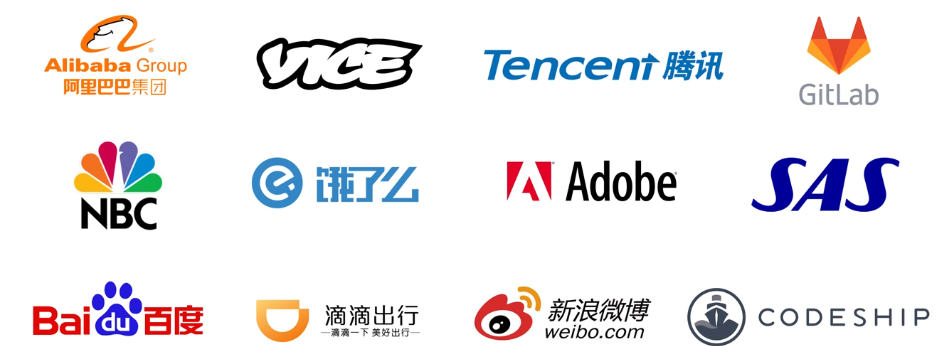 Alibaba Group
阿里巴巴集团
VICE
Tencent 腾讯
GitLab
NBC
饿了么
Adobe
SAS
Bai du 百度
滴滴出行
—滴滴一下 美好出行—
新浪微博
weibo.com
CODESHIP